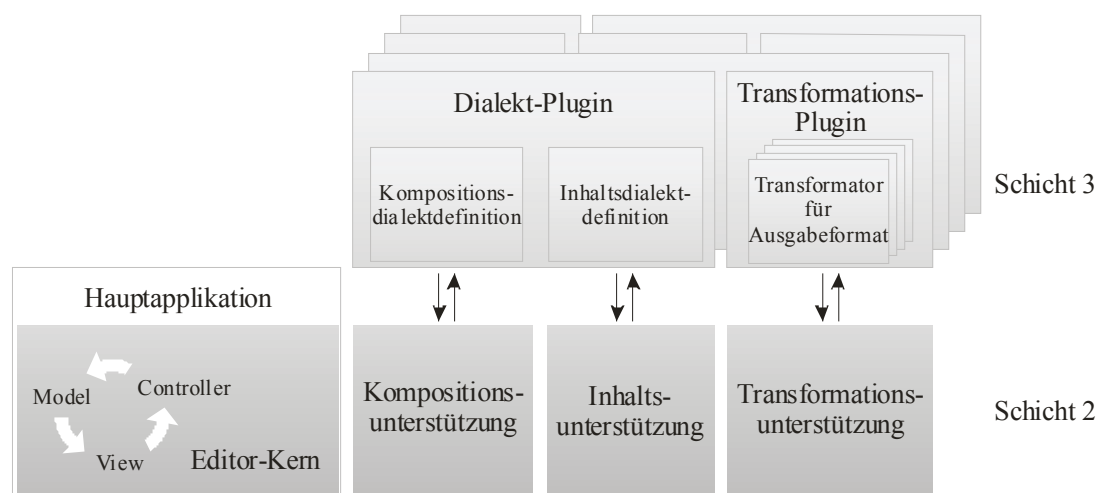 Dialekt-Plugin
Transformations-
Plugin
Kompositions-
dialektdefinition
Inhaltsdialekt-
definition
Transformator
für
Ausgabeformat
Schicht 3
Hauptapplikation
Model
Controller
View
Editor-Kern
Kompositions-
unterstützung
Inhalts-
unterstützung
Transformations-
unterstützung
Schicht 2